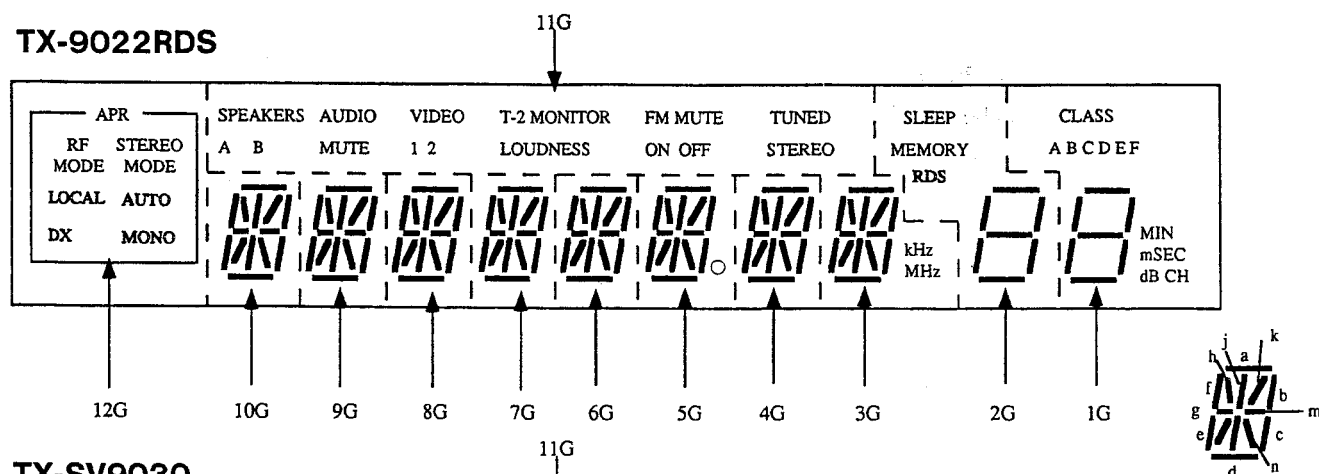 11G
TX-9022RDS
APR SPEAKERS AUDIO VIDEO T-2 MONITOR FM MUTE TUNED SLEEP CLASS
RF STEREO A B MUTE 1 2 LOUDNESS ON OFF STEREO MEMORY A B C D E F
MODE MODE
RDS
LOCAL AUTO
DX MONO
MIN
kHz mSEC
MHz dB CH
12G 10G 9G 8G 7G 6G 5G 4G 3G 2G 1G
j k
h a
f b
g m
e c
d n
11G
TX-SV9030